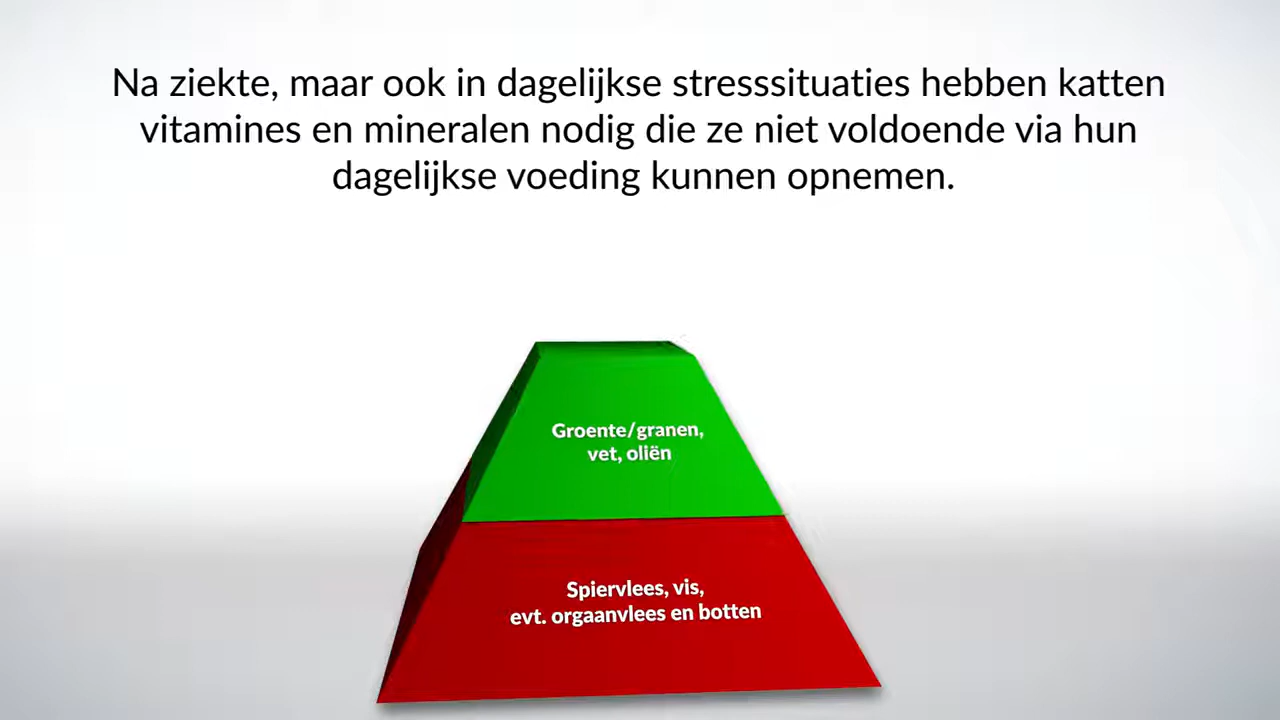 Na ziekte, maar ook in dagelijkse stresssituaties hebben katten
vitamines en mineralen nodig die ze niet voldoende via hun
dagelijkse voeding kunnen opnemen.
Groente/granen,
vet, oliën
Spiervlees, vis,
evt. orgaanvlees en botten